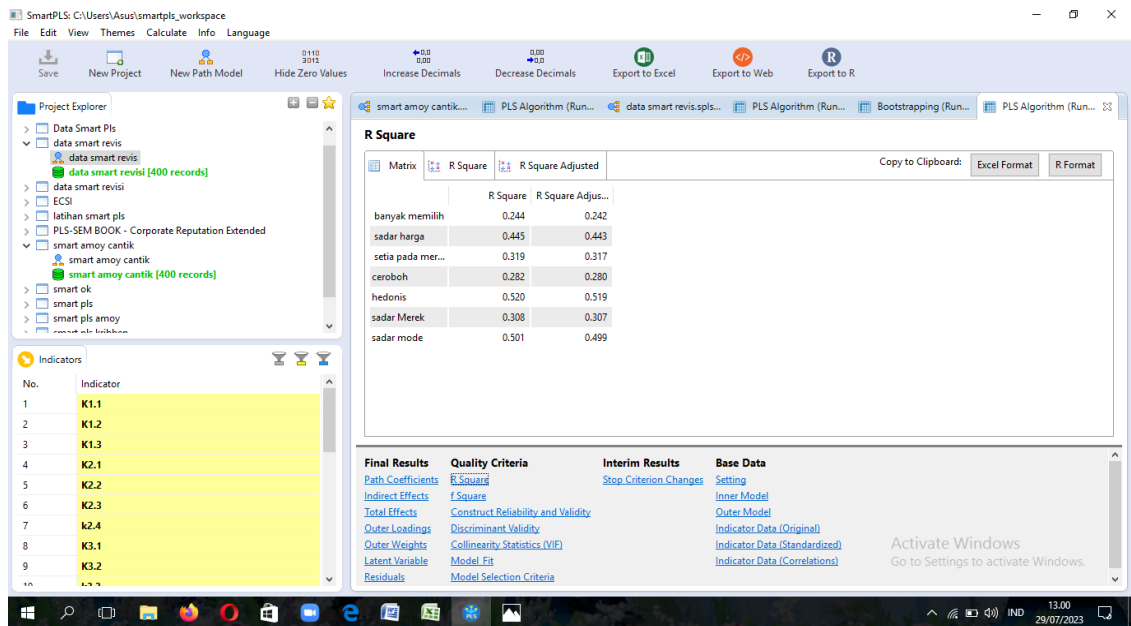 SmartPLS: C:\Users\Asus\smartpls_workspace
File Edit View Themes Calculate Info Language
Save New Project New Path Model Hide Zero Values Increase Decimals Decrease Decimals Export to Excel Export to Web Export to R
Project Explorer
Data Smart Pls
data smart revis
data smart revis
data smart revisi [400 records]
data smart revisi
ECSI
latihan smart pls
PLS-SEM BOOK - Corporate Reputation Extended
smart amoy cantik
smart amoy cantik
smart amoy cantik [400 records]
smart ok
smart pls
smart pls amoy
Indicators
No. Indicator
1 K1.1
2 K1.2
3 K1.3
4 K2.1
5 K2.2
6 K2.3
7 k2.4
8 K3.1
9 K3.2
smart amoy cantik.... PLS Algorithm (Run... data smart revis.spls... PLS Algorithm (Run... Bootstrapping (Run... PLS Algorithm (Run...
R Square
Matrix R Square R Square Adjusted Copy to Clipboard: Excel Format R Format
R Square R Square Adjus...
banyak memilih 0.244 0.242
sadar harga 0.445 0.443
setia pada mer... 0.319 0.317
ceroboh 0.282 0.280
hedonis 0.520 0.519
sadar Merek 0.308 0.307
sadar mode 0.501 0.499
Final Results Quality Criteria Interim Results Base Data
Path Coefficients R Square Stop Criterion Changes Setting
Indirect Effects f Square Inner Model
Total Effects Construct Reliability and Validity Outer Model
Outer Loadings Discriminant Validity Indicator Data (Original)
Outer Weights Collinearity Statistics (VIF) Indicator Data (Standardized)
Latent Variable Model_Fit Indicator Data (Correlations)
Residuals Model Selection Criteria
Activate Windows
Go to Settings to activate Windows.
IND 13.00
29/07/2023